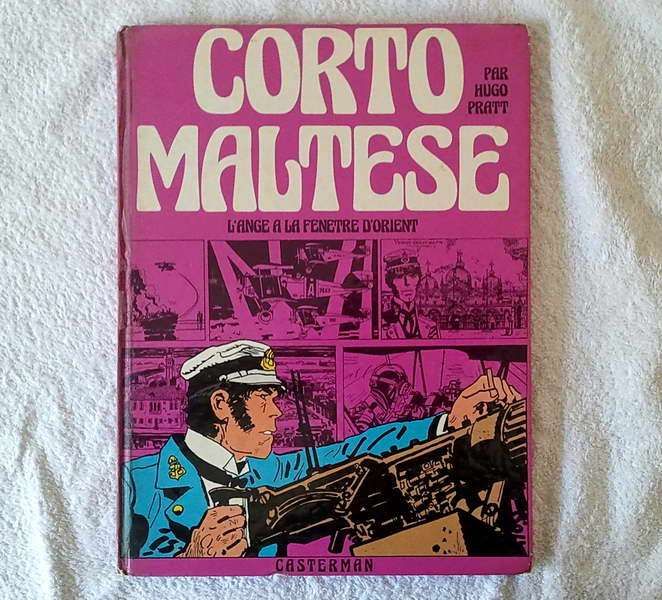 CORTO
PAR
HUGO
PRATT
MALTESE
L'ANGE A LA FENETRE D'ORIENT
CASTERMAN